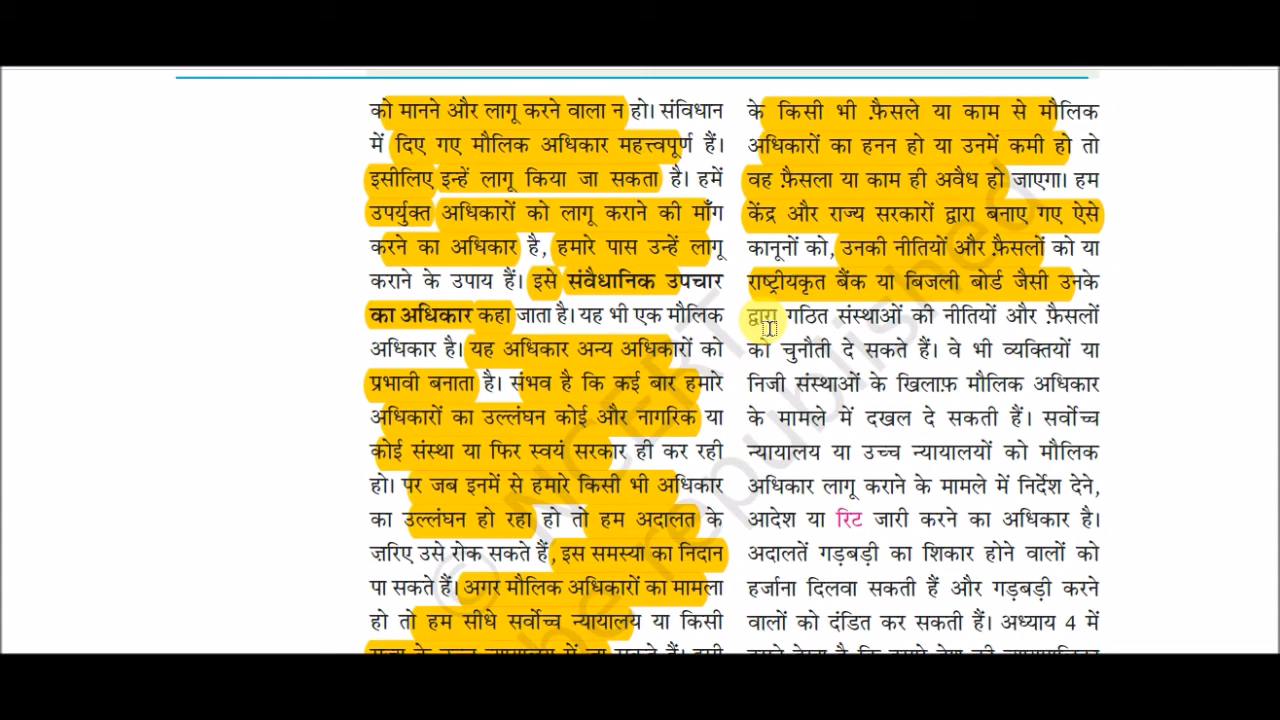 को मानने और लागू करने वाला न हो। संविधान
में दिए गए मौलिक अधिकार महत्त्वपूर्ण हैं।
इसीलिए इन्हें लागू किया जा सकता है। हमें
उपर्युक्त अधिकारों को लागू कराने की माँग
करने का अधिकार है, हमारे पास उन्हें लागू
कराने के उपाय हैं। इसे संवैधानिक उपचार
का अधिकार कहा जाता है। यह भी एक मौलिक
अधिकार है। यह अधिकार अन्य अधिकारों को
प्रभावी बनाता है। संभव है कि कई बार हमारे
अधिकारों का उल्लंघन कोई और नागरिक या
कोई संस्था या फिर स्वयं सरकार ही कर रही
हो। पर जब इनमें से हमारे किसी भी अधिकार
का उल्लंघन हो रहा हो तो हम अदालत के
ज़रिए उसे रोक सकते हैं, इस समस्या का निदान
पा सकते हैं। अगर मौलिक अधिकारों का मामला
हो तो हम सीधे सर्वोच्च न्यायालय या किसी
के किसी भी फ़ैसले या काम से मौलिक
अधिकारों का हनन हो या उनमें कमी हो तो
वह फ़ैसला या काम ही अवैध हो जाएगा। हम
केंद्र और राज्य सरकारों द्वारा बनाए गए ऐसे
कानूनों को, उनकी नीतियों और फ़ैसलों को या
राष्ट्रीयकृत बैंक या बिजली बोर्ड जैसी उनके
द्वारा गठित संस्थाओं की नीतियों और फ़ैसलों
को चुनौती दे सकते हैं। वे भी व्यक्तियों या
निजी संस्थाओं के खिलाफ़ मौलिक अधिकार
के मामले में दखल दे सकती हैं। सर्वोच्च
न्यायालय या उच्च न्यायालयों को मौलिक
अधिकार लागू कराने के मामले में निर्देश देने,
आदेश या रिट जारी करने का अधिकार है।
अदालतें गड़बड़ी का शिकार होने वालों को
हर्जाना दिलवा सकती हैं और गड़बड़ी करने
वालों को दंडित कर सकती हैं। अध्याय 4 में
© NCERT
be republished